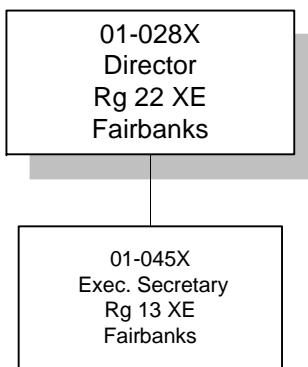 01-028X
Director
Rg 22 XE
Fairbanks
01-045X
Exec. Secretary
Rg 13 XE
Fairbanks